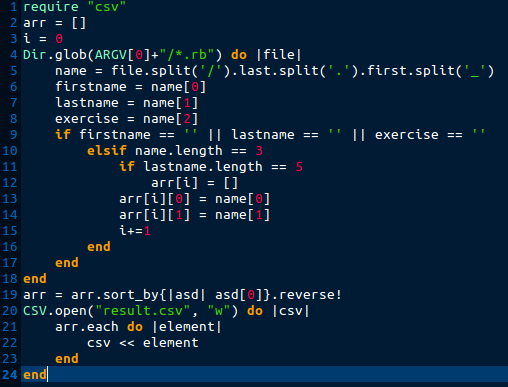 1 require "csv"
2 arr = []
3 i = 0
4 Dir.glob(ARGV[0]+"/*.rb") do |file|
5     name = file.split('/').last.split('.').first.split('_')
6     firstname = name[0]
7     lastname = name[1]
8     exercise = name[2]
9     if firstname == '' || lastname == '' || exercise == ''
10         elsif name.length == 3
11             if lastname.length == 5
12                 arr[i] = []
13             arr[i][0] = name[0]
14             arr[i][1] = name[1]
15             i+=1
16         end
17     end
18 end
19 arr = arr.sort_by{|asd| asd[0]}.reverse!
20 CSV.open("result.csv", "w") do |csv|
21     arr.each do |element|
22         csv << element
23     end
24 end